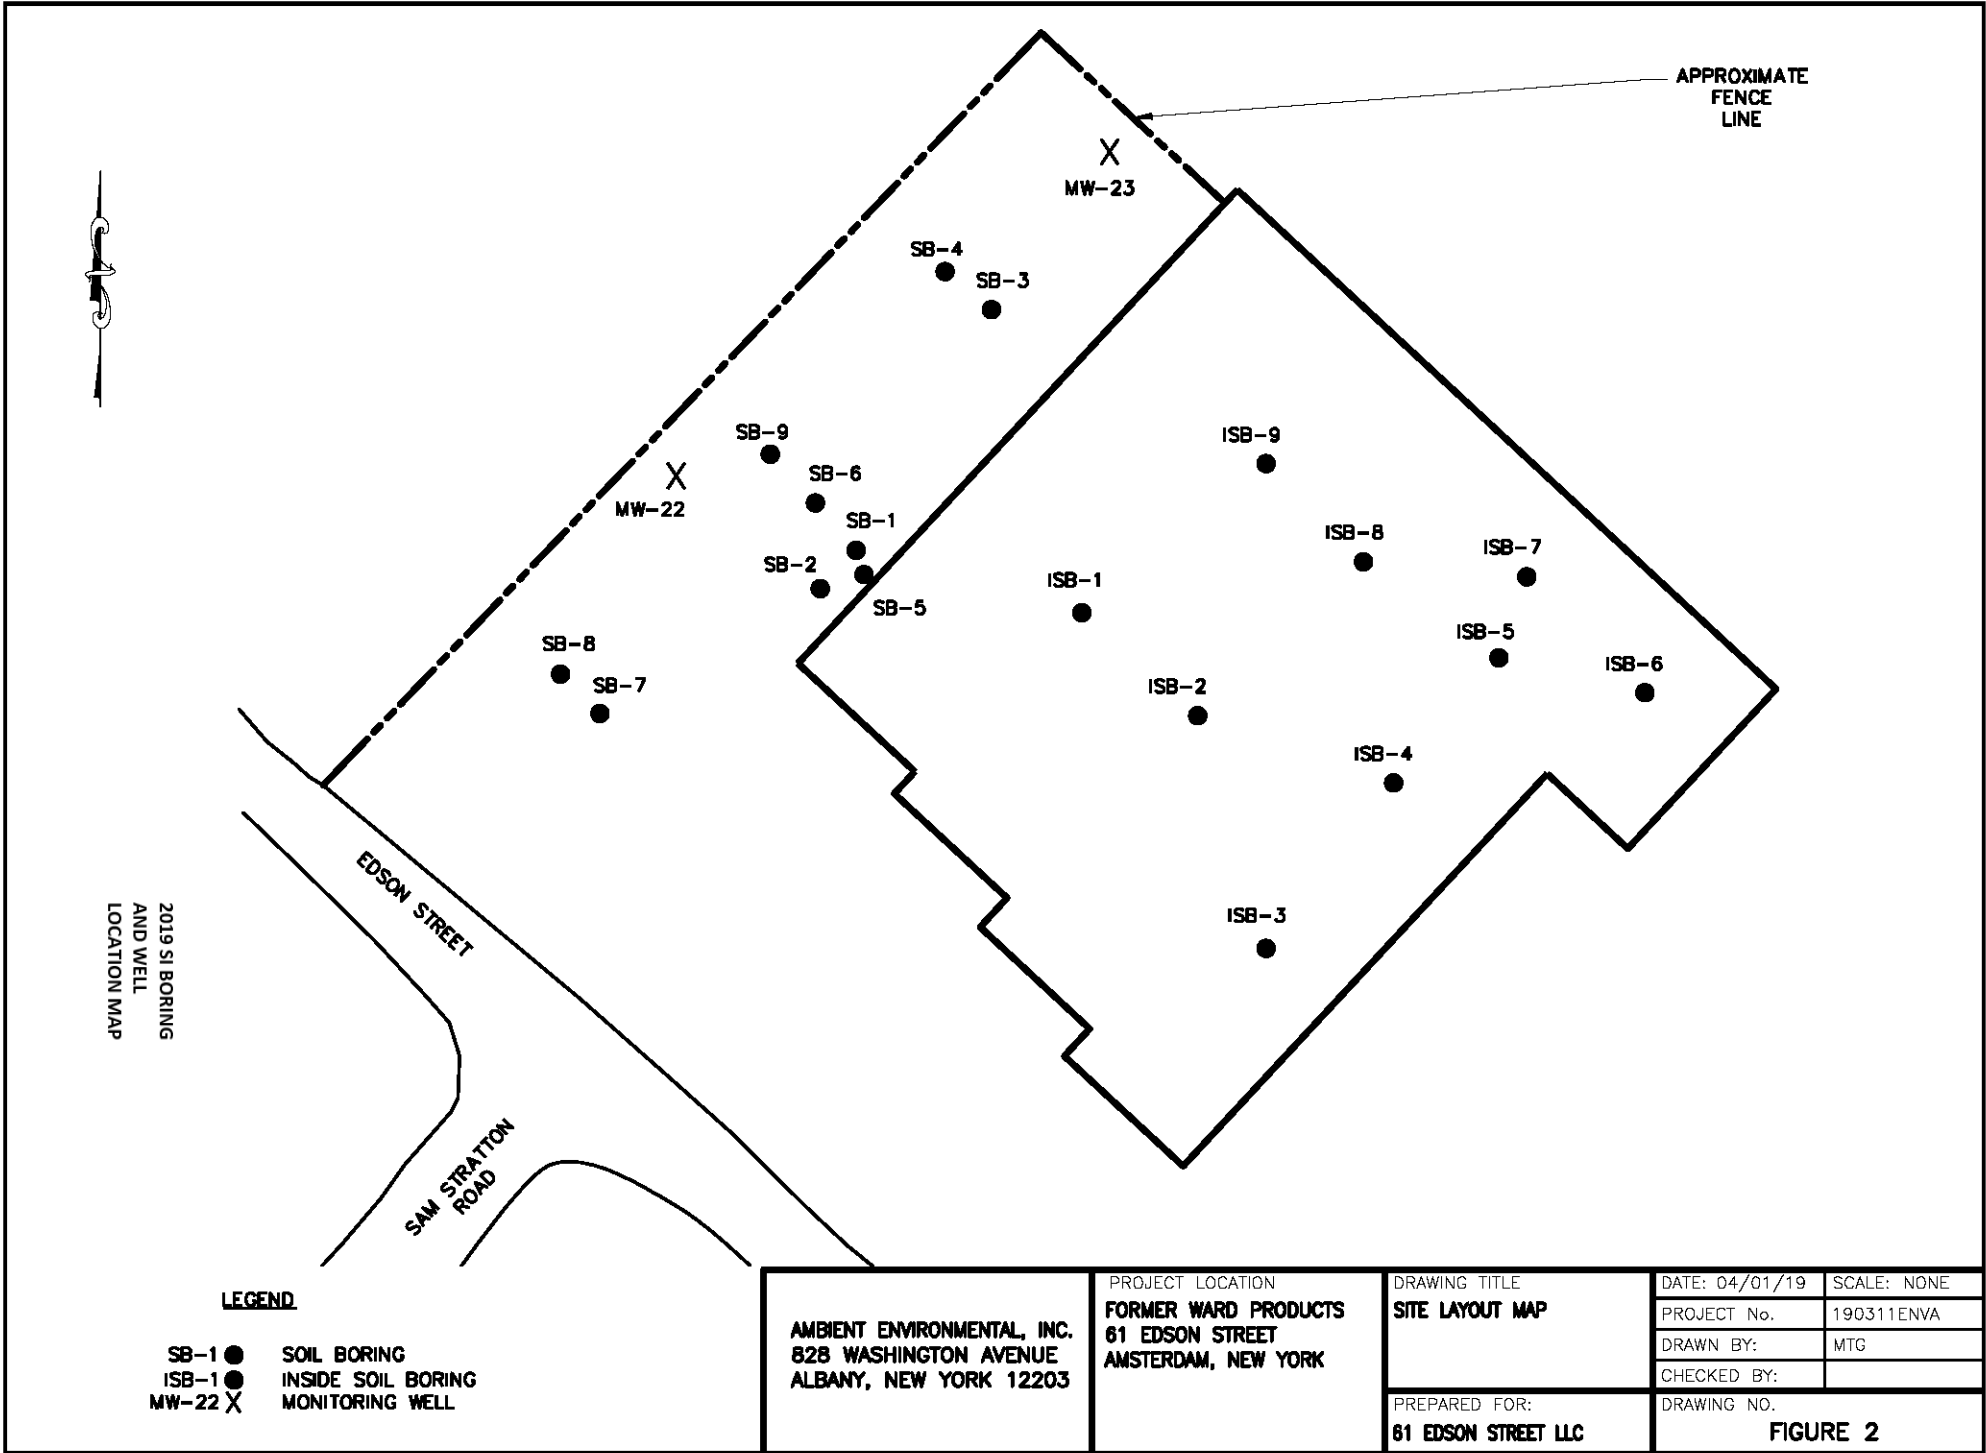 APPROXIMATE
FENCE
LINE
MW-23
SB-4
SB-3
SB-9
SB-6
MW-22
SB-1
SB-2
SB-5
SB-8
SB-7
ISB-9
ISB-8
ISB-7
ISB-1
ISB-5
ISB-6
ISB-2
ISB-4
ISB-3
EDSON STREET
SAM STRATTON
ROAD
2019 SI BORING
AND WELL
LOCATION MAP
LEGEND
SB-1 SOIL BORING
ISB-1 INSIDE SOIL BORING
MW-22 X MONITORING WELL
AMBIENT ENVIRONMENTAL, INC.
828 WASHINGTON AVENUE
ALBANY, NEW YORK 12203
PROJECT LOCATION
FORMER WARD PRODUCTS
61 EDSON STREET
AMSTERDAM, NEW YORK
DRAWING TITLE
SITE LAYOUT MAP
PREPARED FOR:
61 EDSON STREET LLC
DATE: 04/01/19 SCALE: NONE
PROJECT No. 190311ENVA
DRAWN BY: MTG
CHECKED BY:
DRAWING NO.
FIGURE 2